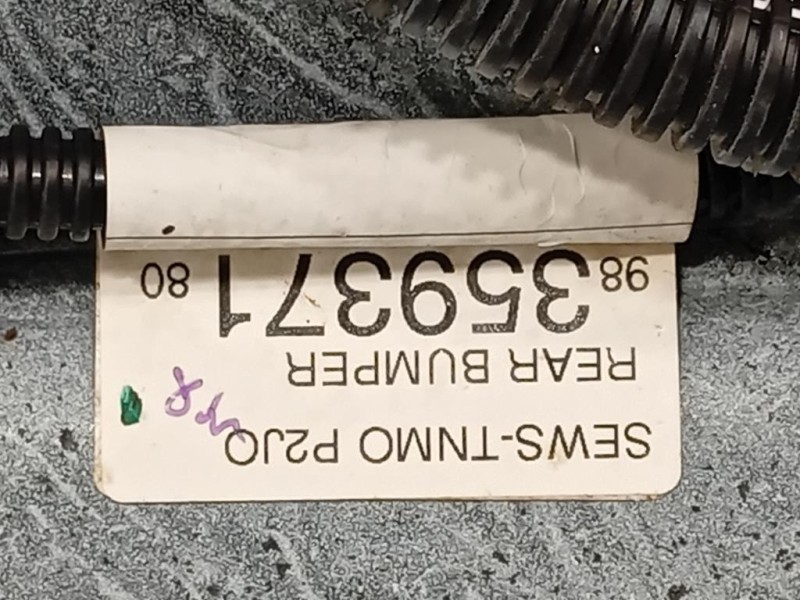 SEWS-TNMO P2JO
REAR BUMPER
98 359371 80